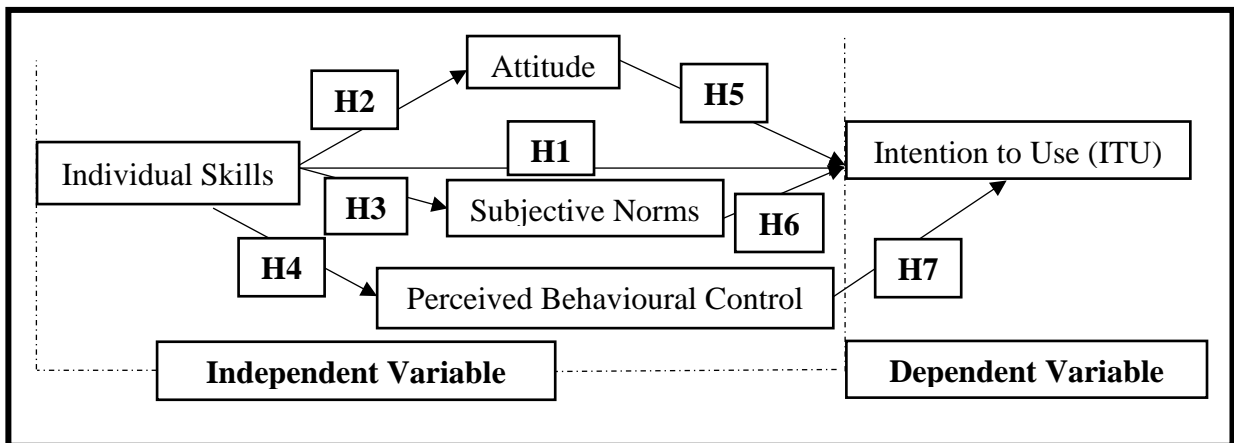 Attitude
H2
H5
H1
Individual Skills
Intention to Use (ITU)
H3
Subjective Norms
H6
H4
Perceived Behavioural Control
H7
Independent Variable
Dependent Variable